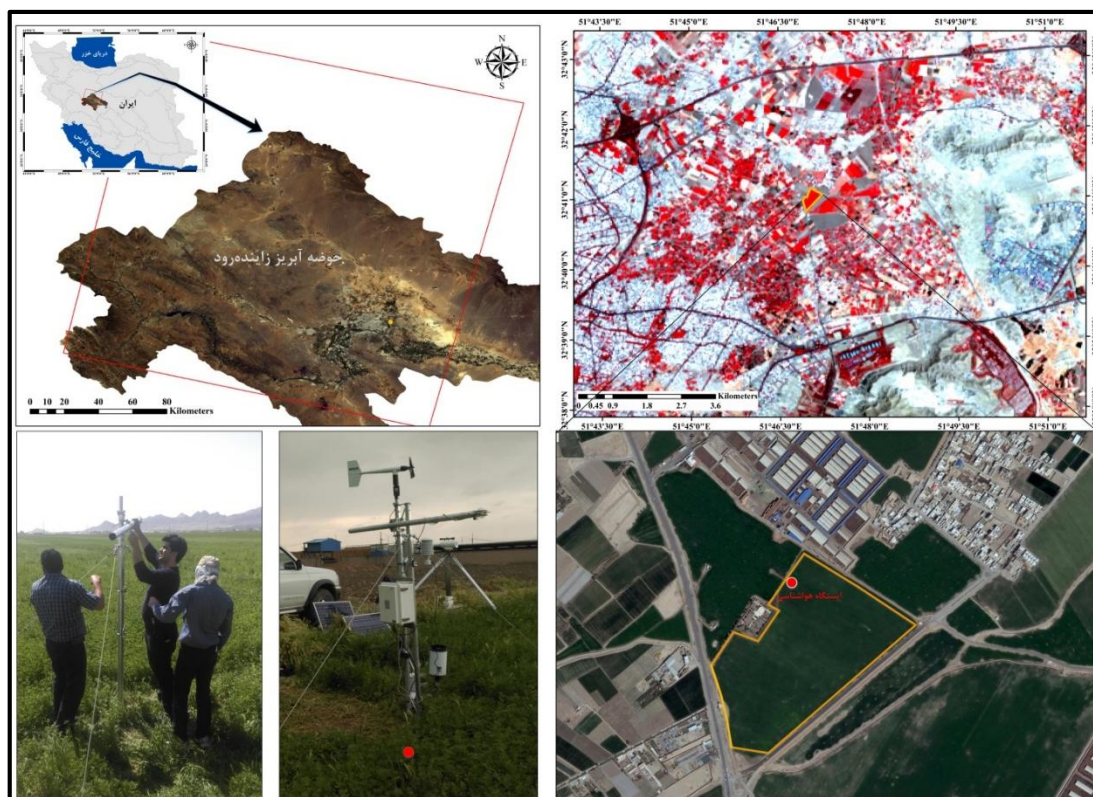 دریای خزر
ایران
خلیج فارس
N
W E
S
حوضه آبریز زاینده‌رود
0 10 20 40 60 80
Kilometers
51°43'30"E 51°45'0"E 51°46'30"E 51°48'0"E 51°49'30"E 51°51'0"E
32°43'0"N
32°42'0"N
32°41'0"N
32°40'0"N
32°39'0"N
32°38'0"N
N
W E
S
0 0.45 0.9 1.8 2.7 3.6
Kilometers
51°43'30"E 51°45'0"E 51°46'30"E 51°48'0"E 51°49'30"E 51°51'0"E
ایستگاه هواشناسی